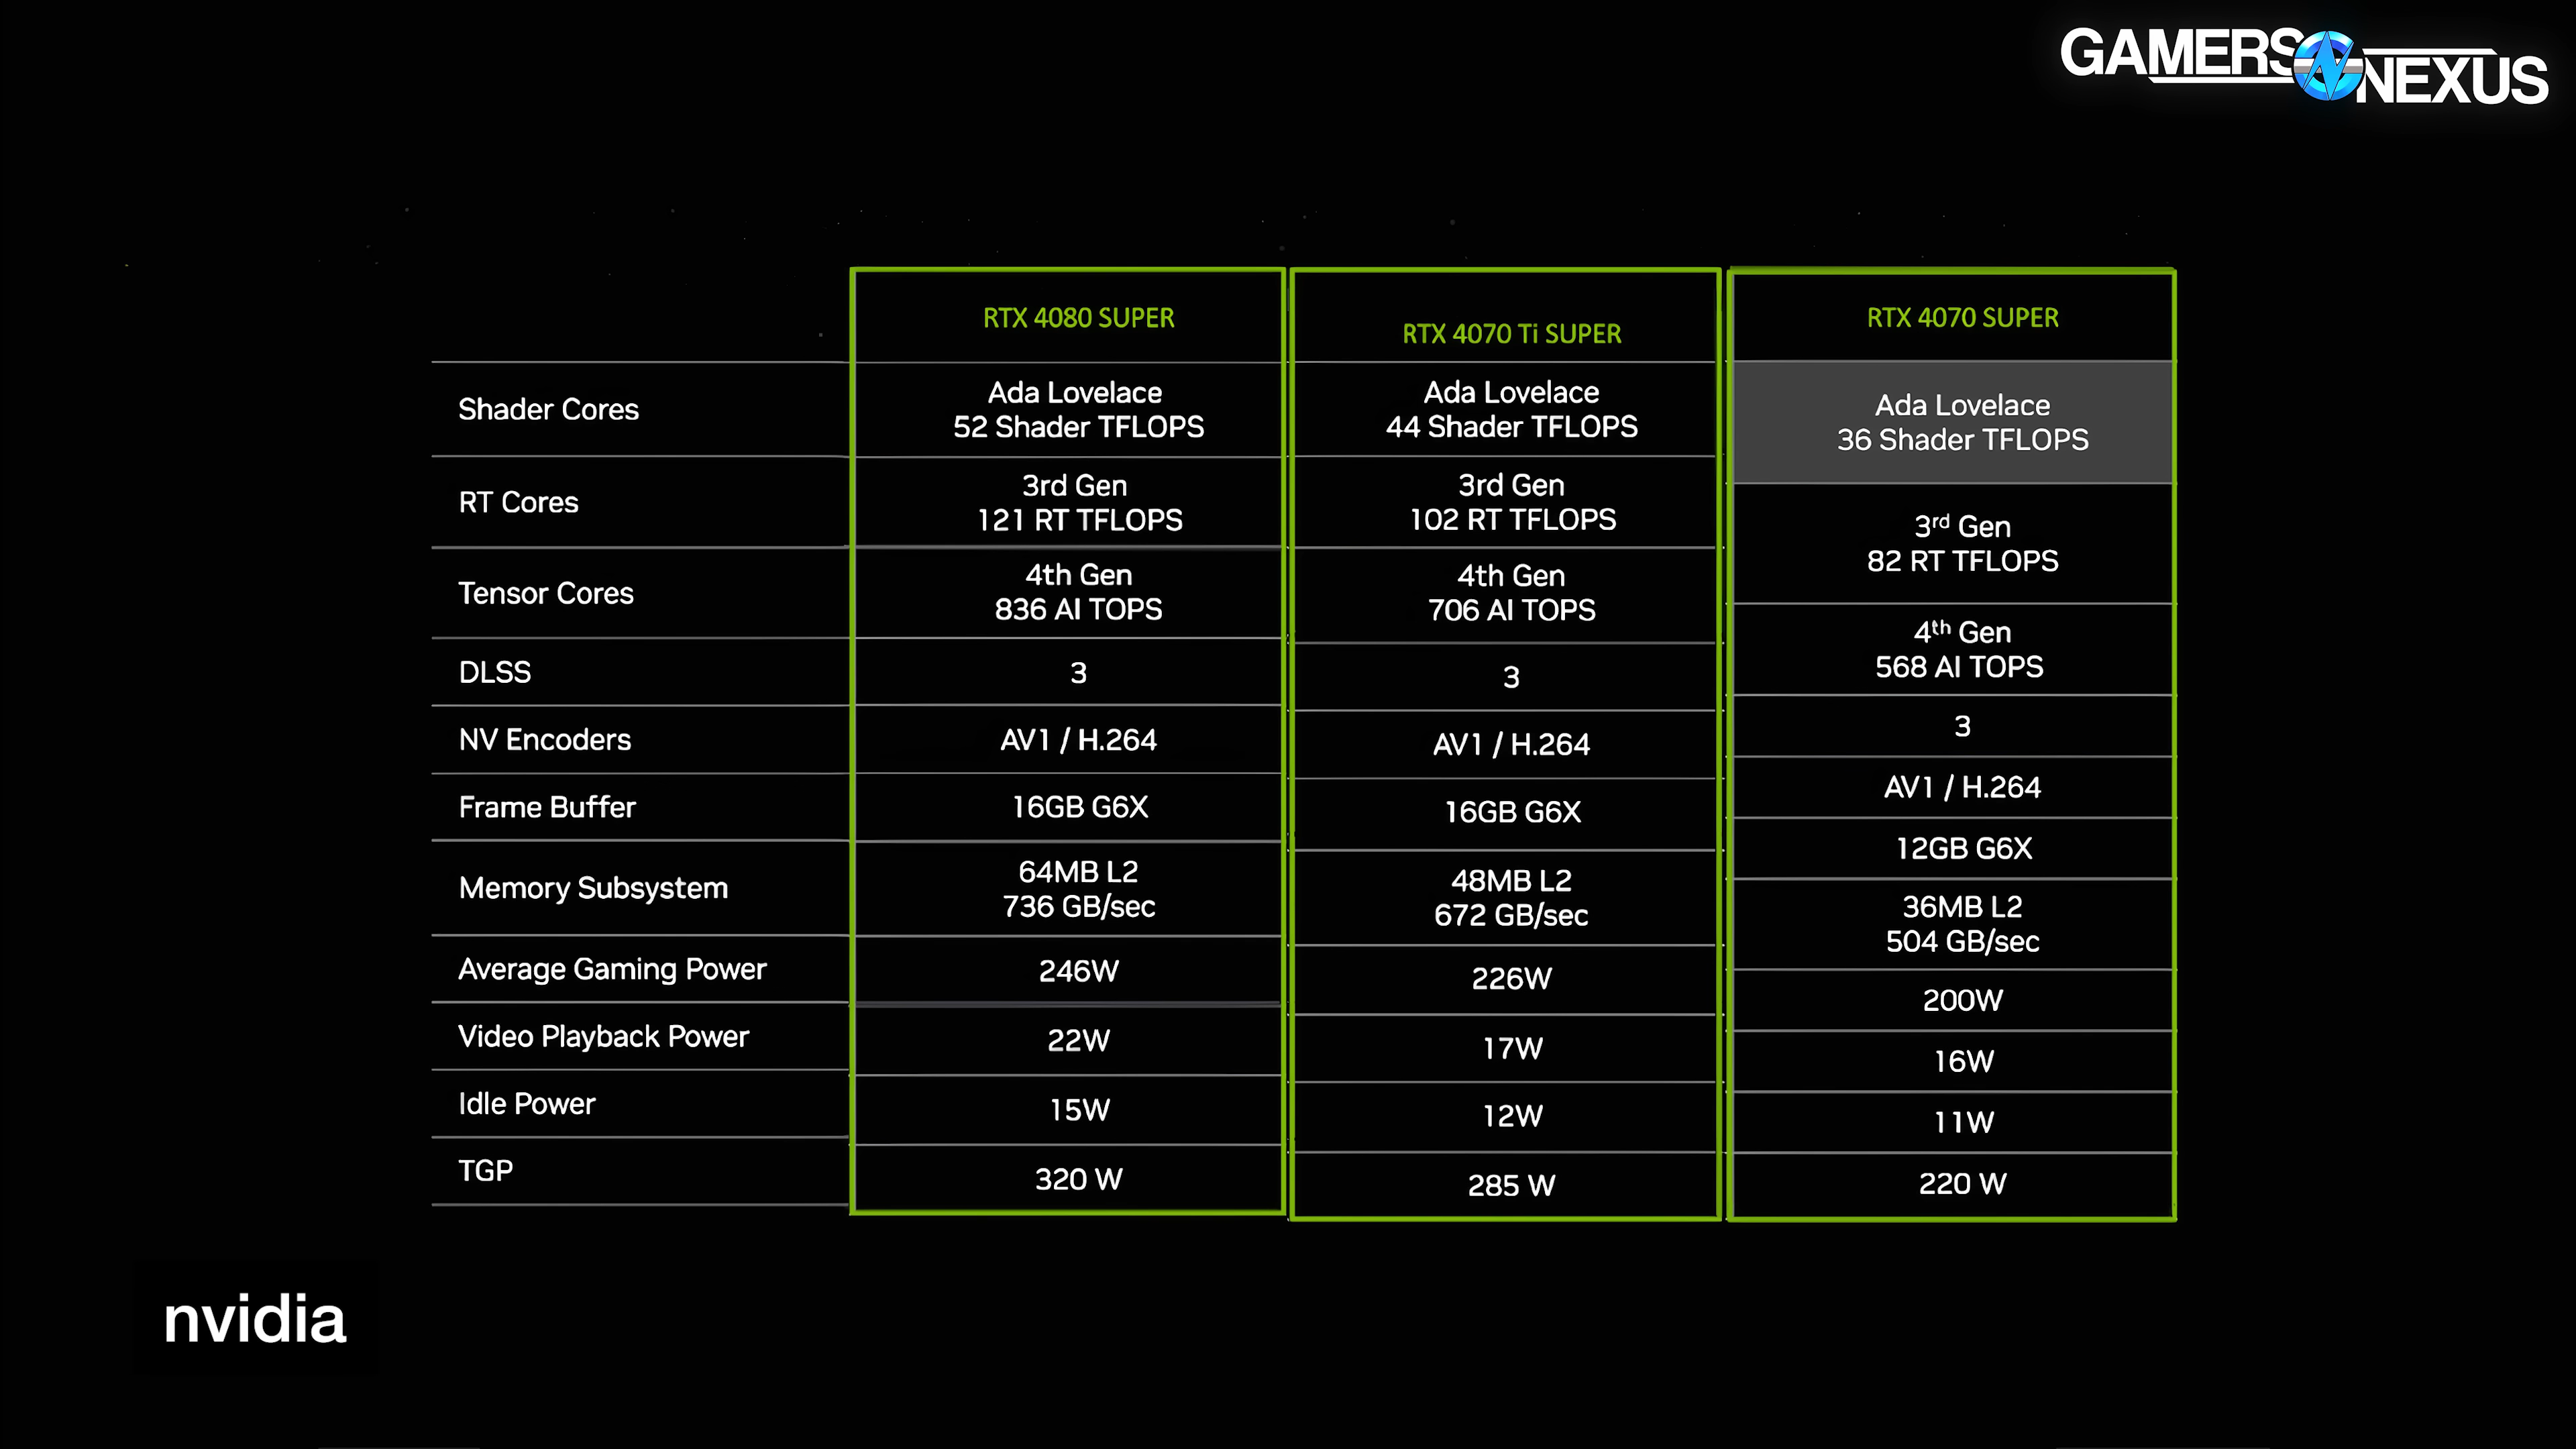 GAMERS NEXUS
RTX 4080 SUPER
RTX 4070 Ti SUPER
RTX 4070 SUPER
Shader Cores
Ada Lovelace
52 Shader TFLOPS
Ada Lovelace
44 Shader TFLOPS
Ada Lovelace
36 Shader TFLOPS
RT Cores
3rd Gen
121 RT TFLOPS
3rd Gen
102 RT TFLOPS
3rd Gen
82 RT TFLOPS
Tensor Cores
4th Gen
836 AI TOPS
4th Gen
706 AI TOPS
4th Gen
568 AI TOPS
DLSS
3
3
3
NV Encoders
AV1 / H.264
AV1 / H.264
AV1 / H.264
Frame Buffer
16GB G6X
16GB G6X
12GB G6X
Memory Subsystem
64MB L2
736 GB/sec
48MB L2
672 GB/sec
36MB L2
504 GB/sec
Average Gaming Power
246W
226W
200W
Video Playback Power
22W
17W
16W
Idle Power
15W
12W
11W
TGP
320 W
285 W
220 W
nvidia